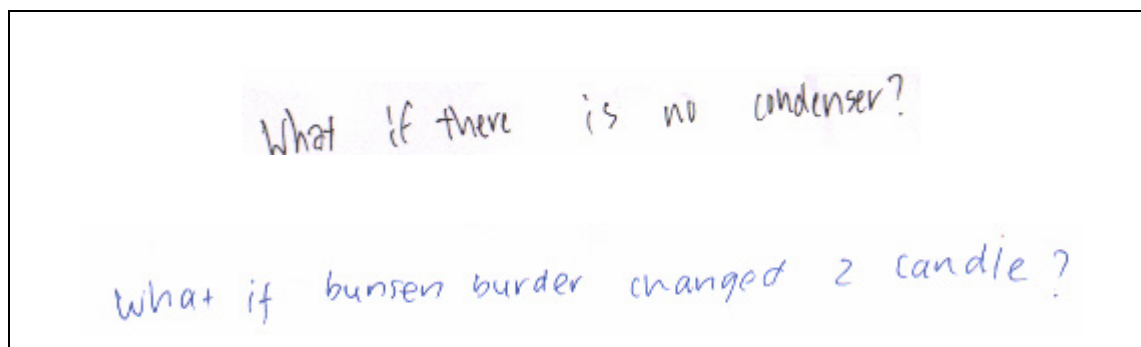 What if there is no condenser?
What if bunsen burder changed 2 candle?